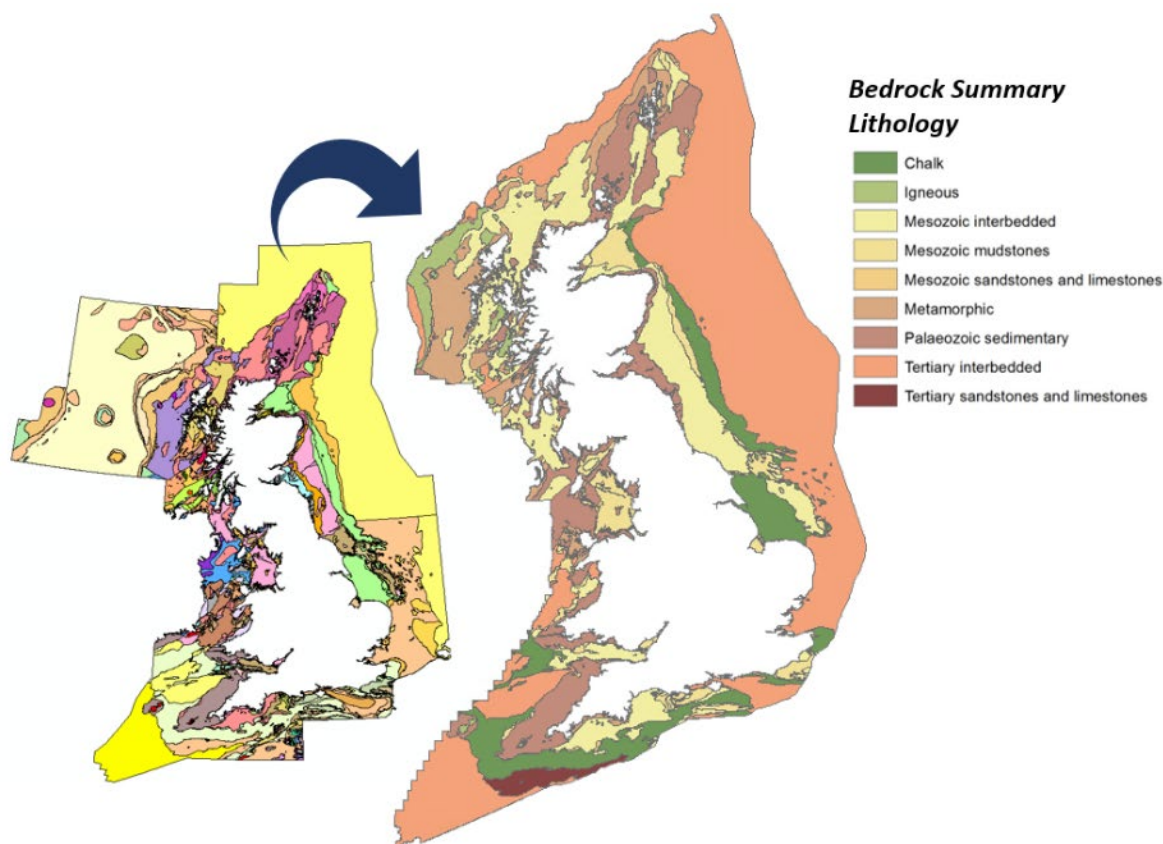 Bedrock Summary
Lithology
Chalk
Igneous
Mesozoic interbedded
Mesozoic mudstones
Mesozoic sandstones and limestones
Metamorphic
Palaeozoic sedimentary
Tertiary interbedded
Tertiary sandstones and limestones